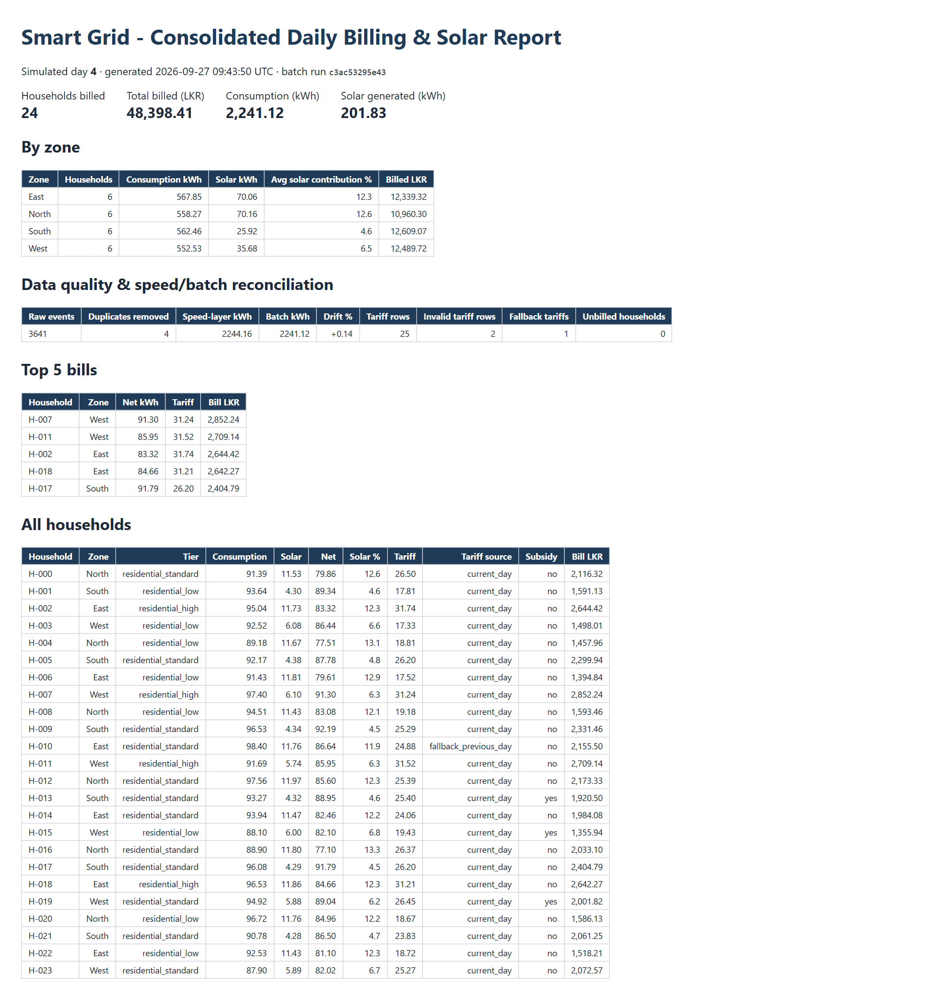 Smart Grid - Consolidated Daily Billing & Solar Report
Simulated day 4 · generated 2026-09-27 09:43:50 UTC · batch run c3ac53295e43
Households billed Total billed (LKR) Consumption (kWh) Solar generated (kWh)
24 48,398.41 2,241.12 201.83
By zone
Zone Households Consumption kWh Solar kWh Avg solar contribution % Billed LKR
East 6 567.85 70.06 12.3 12,339.32
North 6 558.27 70.16 12.6 10,960.30
South 6 562.46 25.92 4.6 12,609.07
West 6 552.53 35.68 6.5 12,489.72
Data quality & speed/batch reconciliation
Raw events Duplicates removed Speed-layer kWh Batch kWh Drift % Tariff rows Invalid tariff rows Fallback tariffs Unbilled households
3641 4 2244.16 2241.12 +0.14 25 2 1 0
Top 5 bills
Household Zone Net kWh Tariff Bill LKR
H-007 West 91.30 31.24 2,852.24
H-011 West 85.95 31.52 2,709.14
H-002 East 83.32 31.74 2,644.42
H-018 East 84.66 31.21 2,642.27
H-017 South 91.79 26.20 2,404.79
All households
Household Zone Tier Consumption Solar Net Solar % Tariff Tariff source Subsidy Bill LKR
H-000 North residential_standard 91.39 11.53 79.86 12.6 26.50 current_day no 2,116.32
H-001 South residential_low 93.64 4.30 89.34 4.6 17.81 current_day no 1,591.13
H-002 East residential_high 95.04 11.73 83.32 12.3 31.74 current_day no 2,644.42
H-003 West residential_low 92.52 6.08 86.44 6.6 17.33 current_day no 1,498.01
H-004 North residential_low 89.18 11.67 77.51 13.1 18.81 current_day no 1,457.96
H-005 South residential_standard 92.17 4.38 87.78 4.8 26.20 current_day no 2,299.94
H-006 East residential_low 91.43 11.81 79.61 12.9 17.52 current_day no 1,394.84
H-007 West residential_high 97.40 6.10 91.30 6.3 31.24 current_day no 2,852.24
H-008 North residential_low 94.51 11.43 83.08 12.1 19.18 current_day no 1,593.46
H-009 South residential_standard 96.53 4.34 92.19 4.5 25.29 current_day no 2,331.46
H-010 East residential_standard 98.40 11.76 86.64 11.9 24.88 fallback_previous_day no 2,155.50
H-011 West residential_high 91.69 5.74 85.95 6.3 31.52 current_day no 2,709.14
H-012 North residential_standard 97.56 11.97 85.60 12.3 25.39 current_day no 2,173.33
H-013 South residential_standard 93.27 4.32 88.95 4.6 25.40 current_day yes 1,920.50
H-014 East residential_standard 93.94 11.47 82.46 12.2 24.06 current_day no 1,984.08
H-015 West residential_low 88.10 6.00 82.10 6.8 19.43 current_day yes 1,355.94
H-016 North residential_standard 88.90 11.80 77.10 13.3 26.37 current_day no 2,033.10
H-017 South residential_standard 96.08 4.29 91.79 4.5 26.20 current_day no 2,404.79
H-018 East residential_high 96.53 11.86 84.66 12.3 31.21 current_day no 2,642.27
H-019 West residential_standard 94.92 5.88 89.04 6.2 26.45 current_day yes 2,001.82
H-020 North residential_low 96.72 11.76 84.96 12.2 18.67 current_day no 1,586.13
H-021 South residential_standard 90.78 4.28 86.50 4.7 23.83 current_day no 2,061.25
H-022 East residential_low 92.53 11.43 81.10 12.3 18.72 current_day no 1,518.21
H-023 West residential_standard 87.90 5.89 82.02 6.7 25.27 current_day no 2,072.57